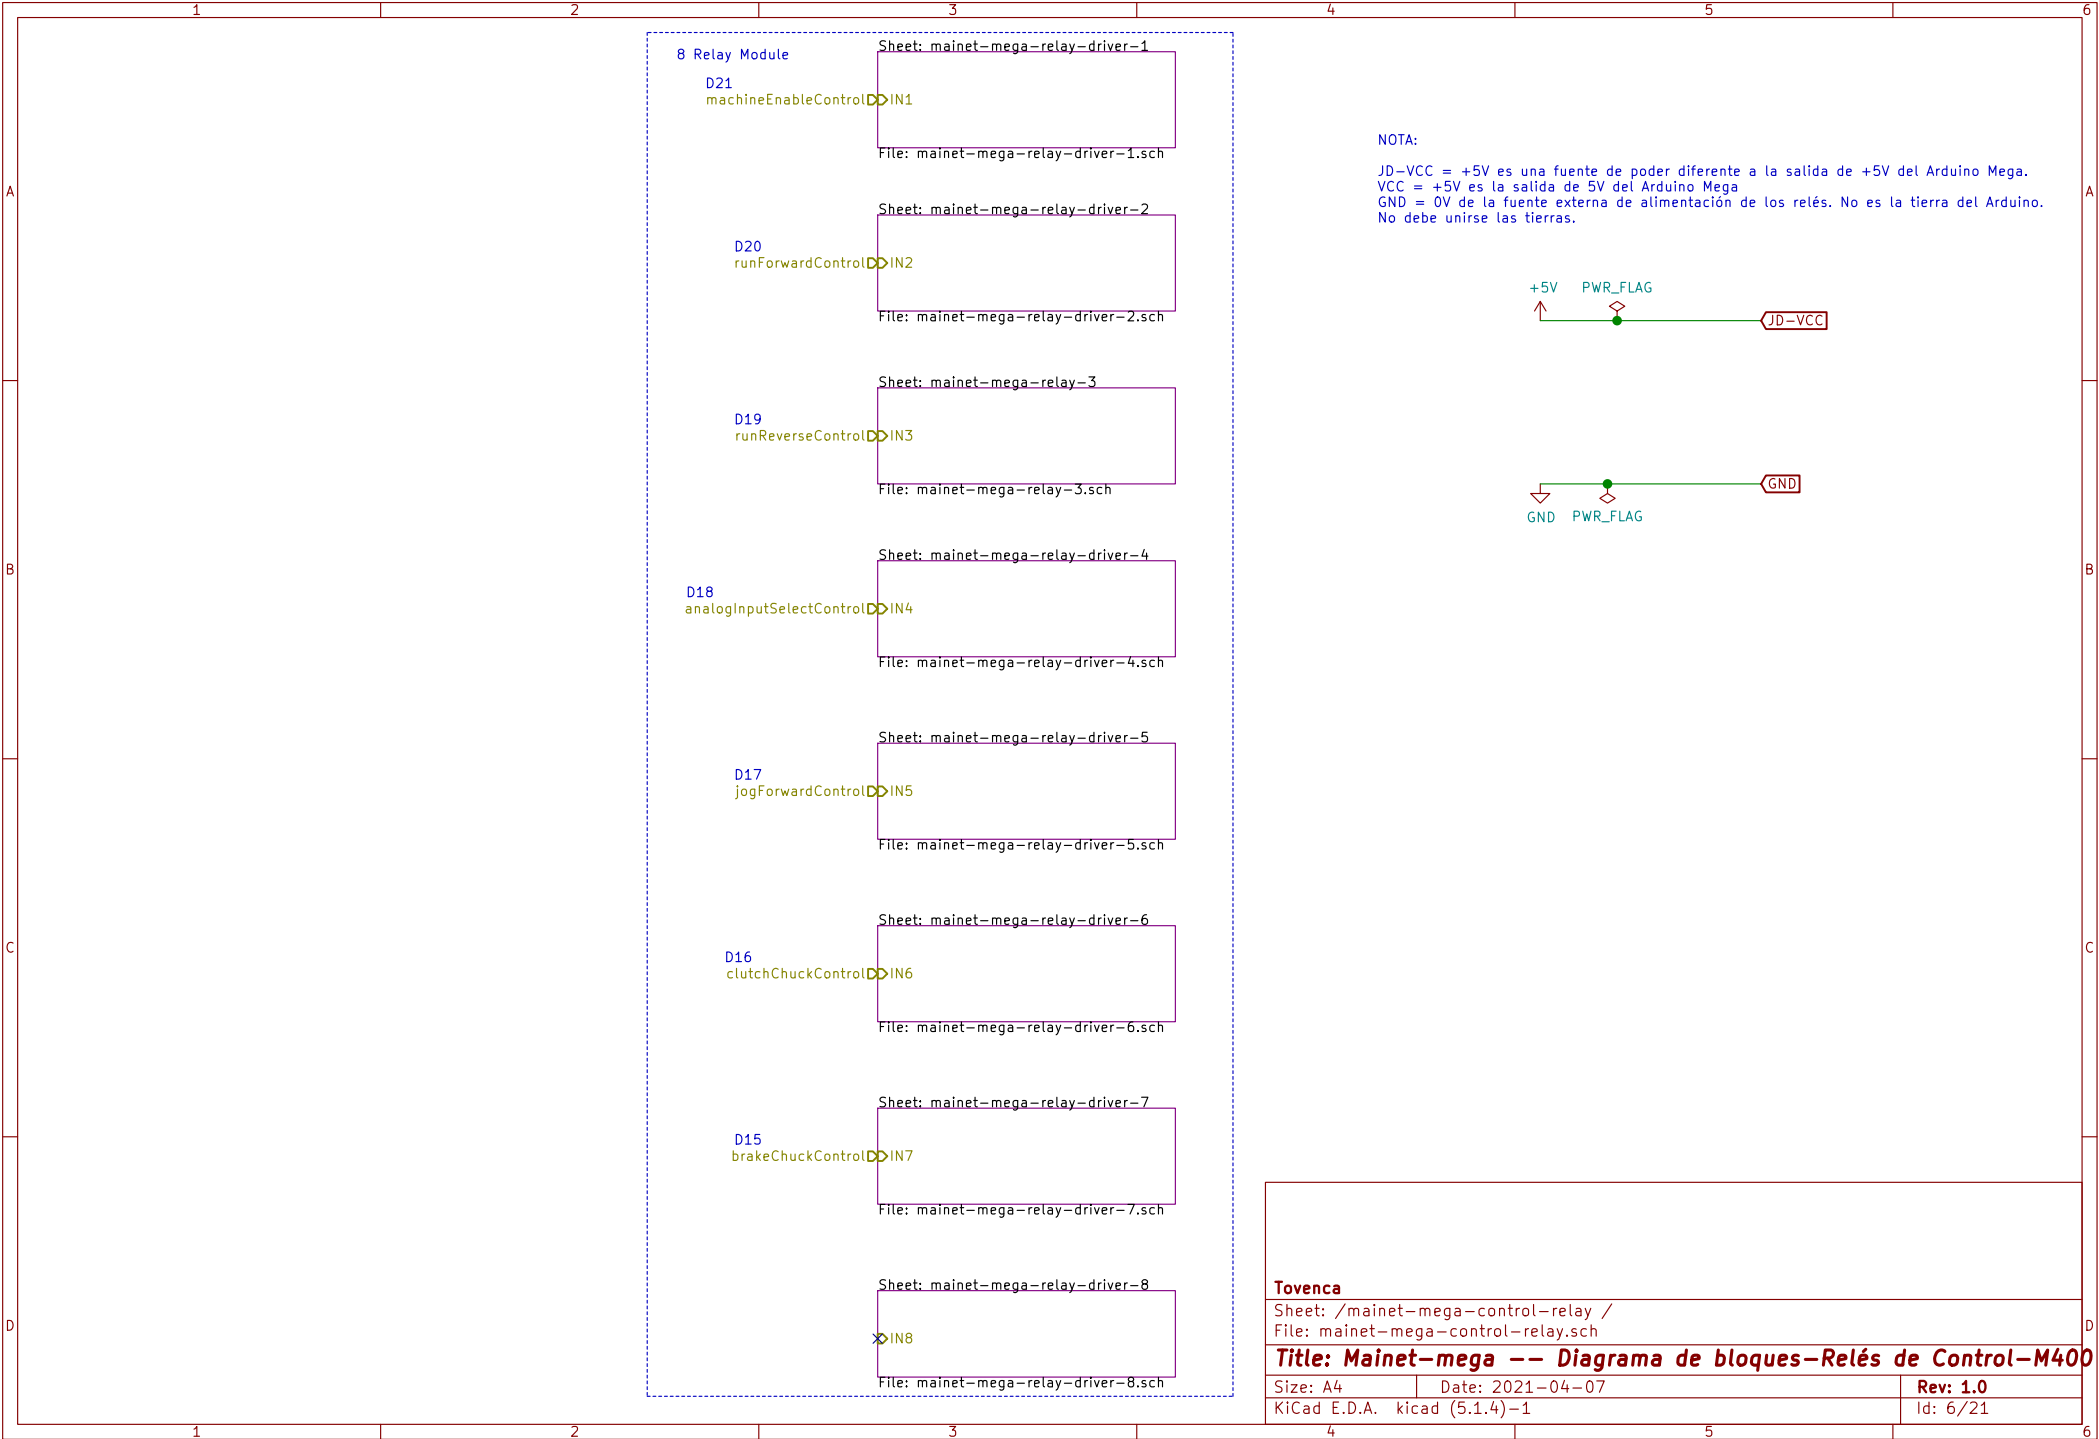 1 2 3 4 5 6
8 Relay Module
Sheet: mainet-mega-relay-driver-1
D21
machineEnableControl IN1
File: mainet-mega-relay-driver-1.sch
Sheet: mainet-mega-relay-driver-2
D20
runForwardControl IN2
File: mainet-mega-relay-driver-2.sch
Sheet: mainet-mega-relay-3
D19
runReverseControl IN3
File: mainet-mega-relay-3.sch
Sheet: mainet-mega-relay-driver-4
D18
analogInputSelectControl IN4
File: mainet-mega-relay-driver-4.sch
Sheet: mainet-mega-relay-driver-5
D17
jogForwardControl IN5
File: mainet-mega-relay-driver-5.sch
Sheet: mainet-mega-relay-driver-6
D16
clutchChuckControl IN6
File: mainet-mega-relay-driver-6.sch
Sheet: mainet-mega-relay-driver-7
D15
brakeChuckControl IN7
File: mainet-mega-relay-driver-7.sch
Sheet: mainet-mega-relay-driver-8
IN8
File: mainet-mega-relay-driver-8.sch
NOTA:
JD-VCC = +5V es una fuente de poder diferente a la salida de +5V del Arduino Mega.
VCC = +5V es la salida de 5V del Arduino Mega
GND = 0V de la fuente externa de alimentación de los relés. No es la tierra del Arduino.
No debe unirse las tierras.
+5V PWR_FLAG
JD-VCC
GND
GND PWR_FLAG
A A
B B
C C
D D
Tovenca
Sheet: /mainet-mega-control-relay /
File: mainet-mega-control-relay.sch
Title: Mainet-mega -- Diagrama de bloques-Relés de Control-M400
Size: A4 Date: 2021-04-07 Rev: 1.0
KiCad E.D.A. kicad (5.1.4)-1 Id: 6/21
1 2 3 4 5 6